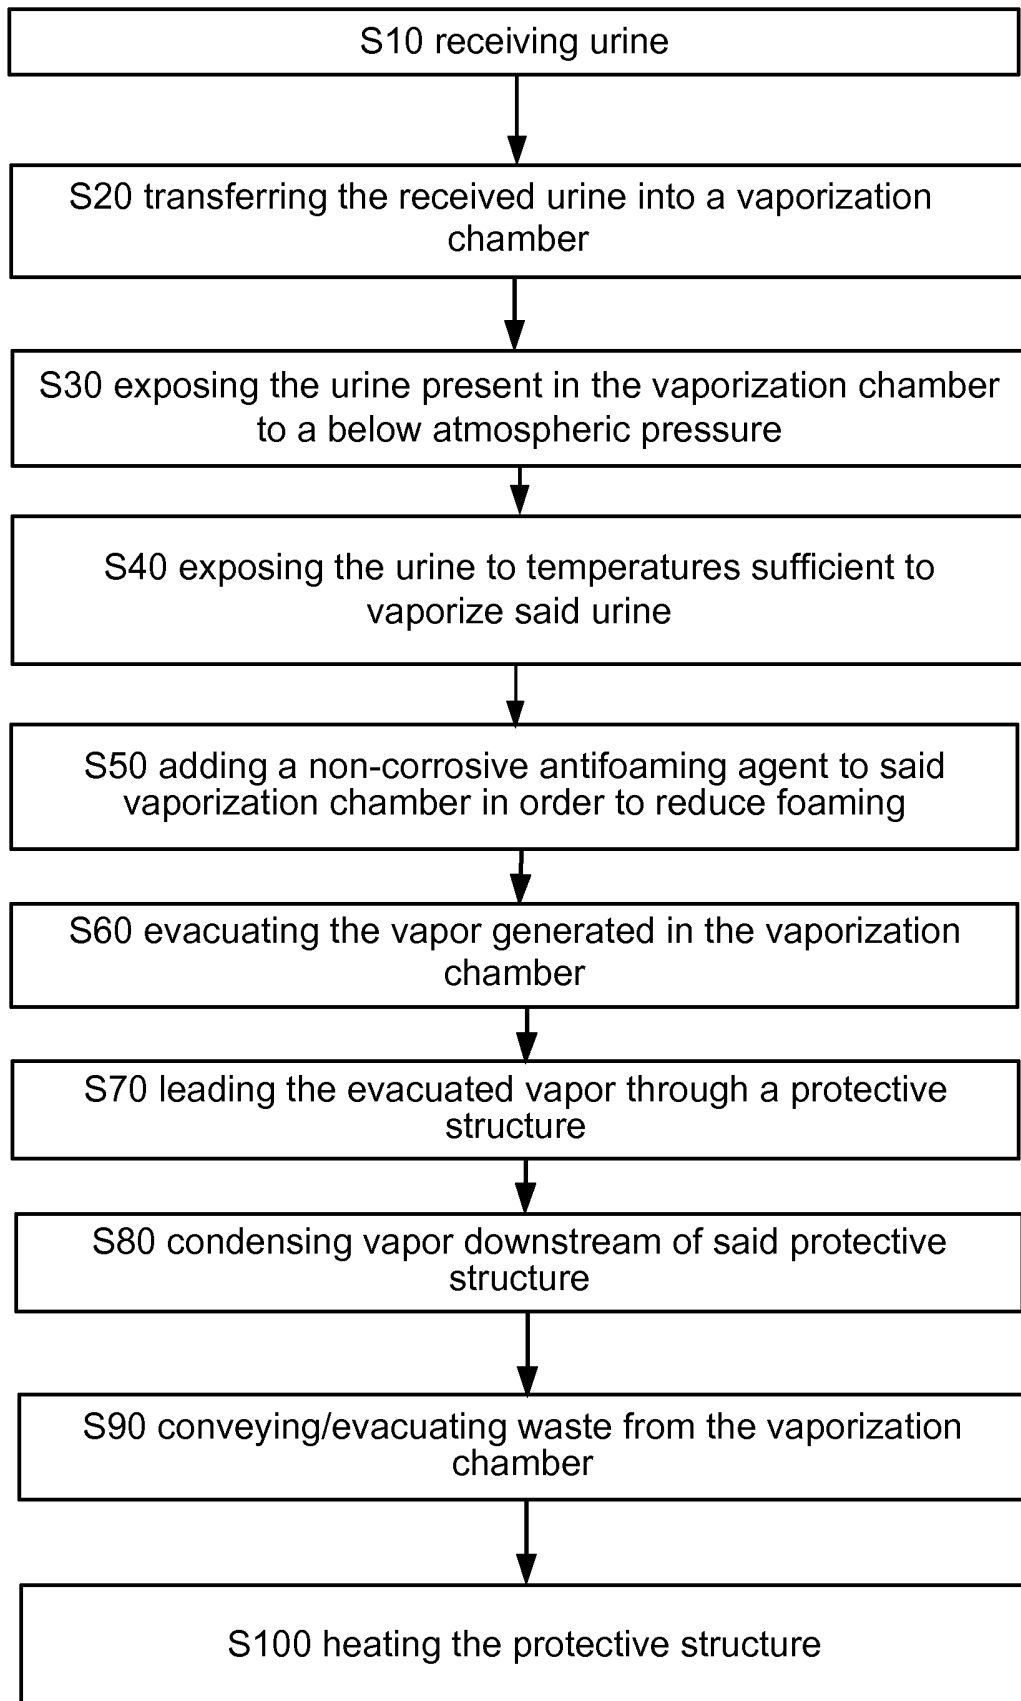 S10 receiving urine
S20 transferring the received urine into a vaporization
chamber
S30 exposing the urine present in the vaporization chamber
to a below atmospheric pressure
S40 exposing the urine to temperatures sufficient to
vaporize said urine
S50 adding a non-corrosive antifoaming agent to said
vaporization chamber in order to reduce foaming
S60 evacuating the vapor generated in the vaporization
chamber
S70 leading the evacuated vapor through a protective
structure
S80 condensing vapor downstream of said protective
structure
S90 conveying/evacuating waste from the vaporization
chamber
S100 heating the protective structure